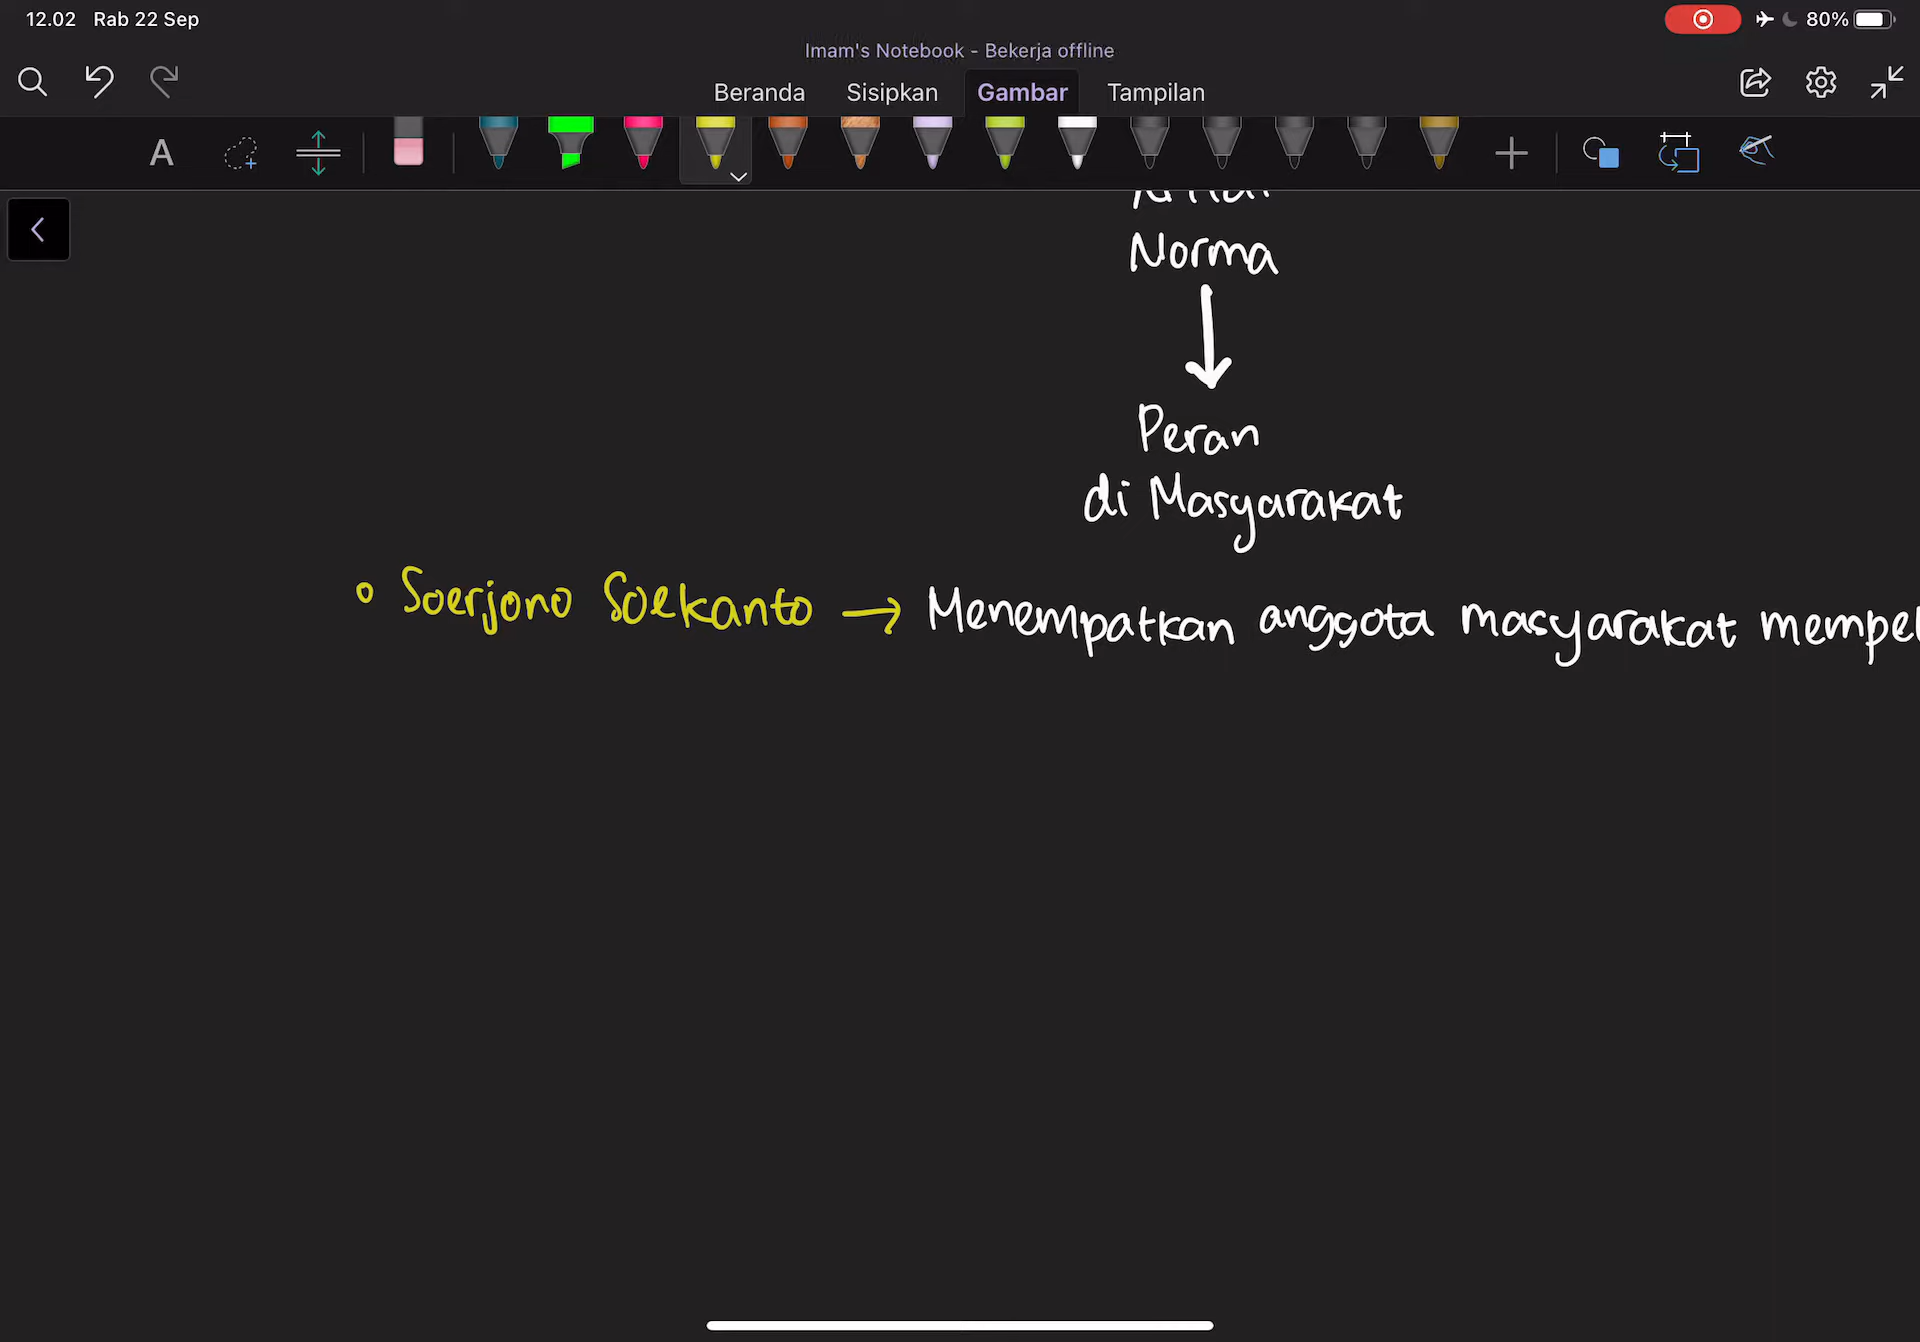 12.02 Rab 22 Sep
80%
Imam's Notebook - Bekerja offline
Beranda Sisipkan Gambar Tampilan
A
Norma
Peran
di Masyarakat
Soerjono Soekanto → Menempatkan anggota masyarakat mempel